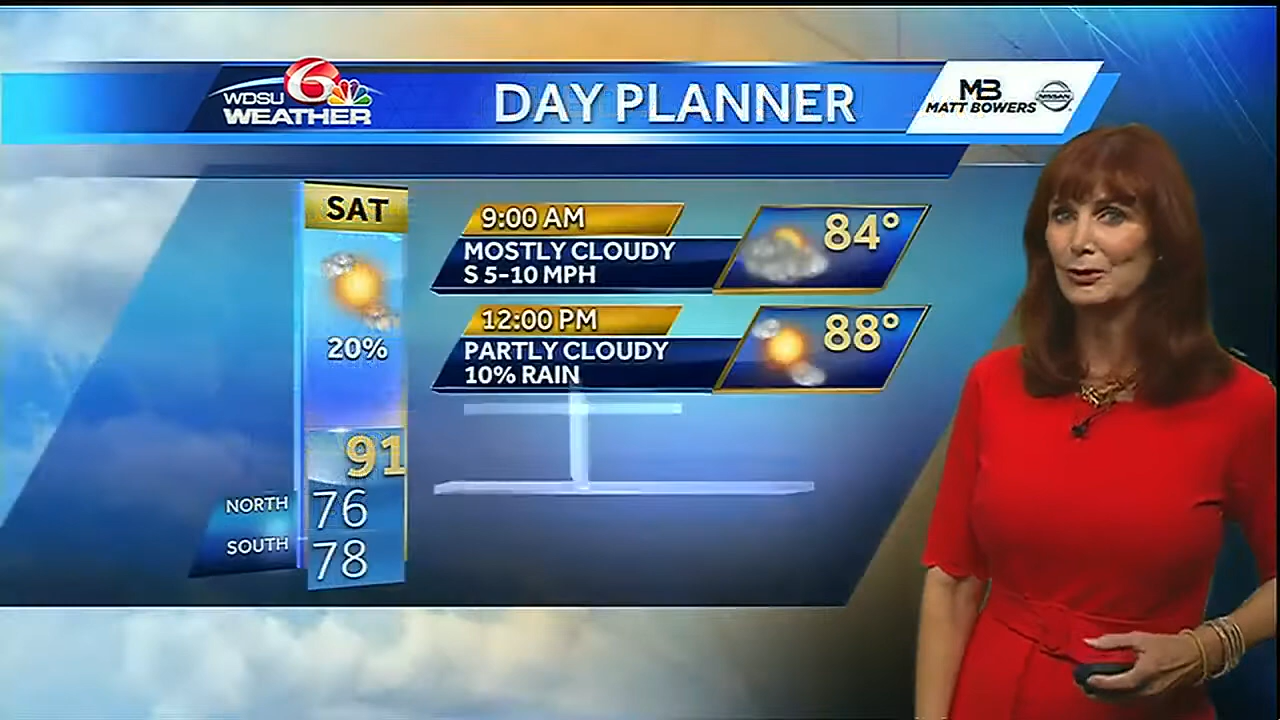 6
WDSU
WEATHER
DAY PLANNER
MB
MATT BOWERS
NISSAN
SAT
20%
91
NORTH 76
SOUTH 78
9:00 AM
MOSTLY CLOUDY
S 5-10 MPH
84°
12:00 PM
PARTLY CLOUDY
10% RAIN
88°